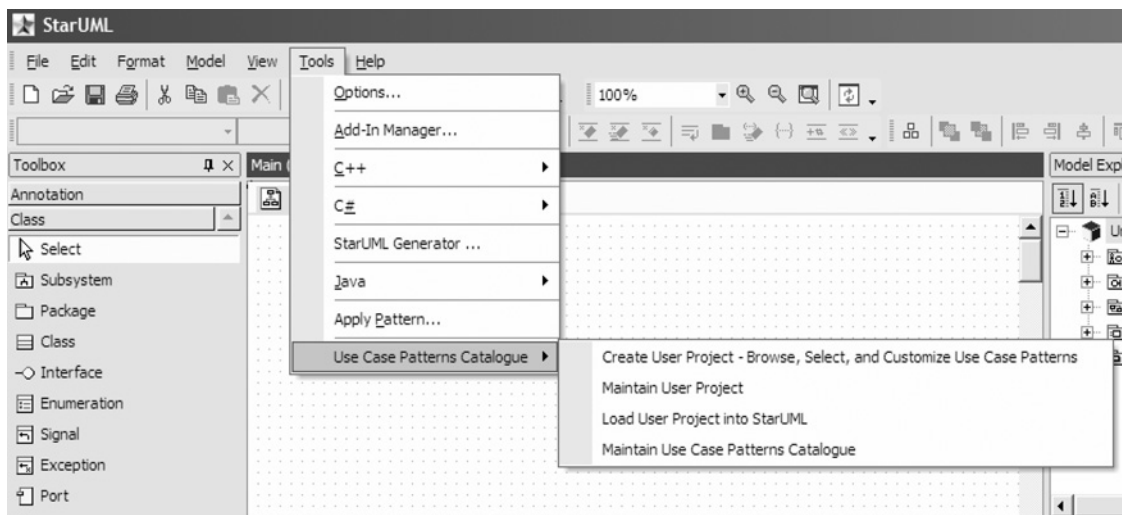 StarUML
File Edit Format Model View Tools Help
100%
Toolbox
Main
Model
Annotation
Class
Select
Subsystem
Package
Class
Interface
Enumeration
Signal
Exception
Port
Options...
Add-In Manager...
C++
C#
StarUML Generator ...
Java
Apply Pattern...
Use Case Patterns Catalogue
Create User Project - Browse, Select, and Customize Use Case Patterns
Maintain User Project
Load User Project into StarUML
Maintain Use Case Patterns Catalogue